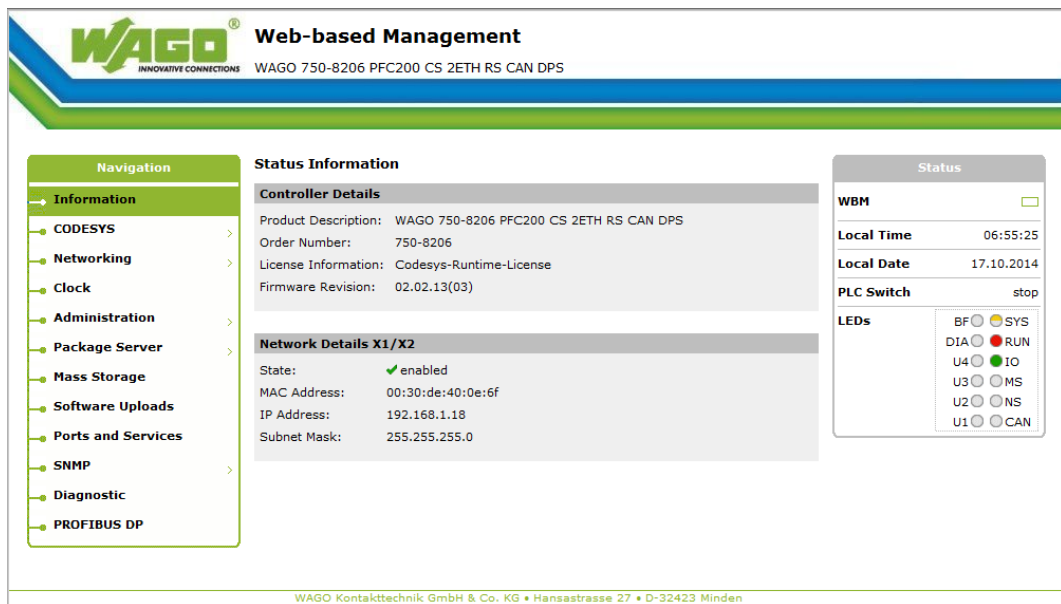 WAGO®
INNOVATIVE CONNECTIONS
Web-based Management
WAGO 750-8206 PFC200 CS 2ETH RS CAN DPS
Navigation
Information
CODESYS
Networking
Clock
Administration
Package Server
Mass Storage
Software Uploads
Ports and Services
SNMP
Diagnostic
PROFIBUS DP
Status Information
Controller Details
Product Description: WAGO 750-8206 PFC200 CS 2ETH RS CAN DPS
Order Number: 750-8206
License Information: Codesys-Runtime-License
Firmware Revision: 02.02.13(03)
Network Details X1/X2
State: enabled
MAC Address: 00:30:de:40:0e:6f
IP Address: 192.168.1.18
Subnet Mask: 255.255.255.0
Status
WBM
Local Time 06:55:25
Local Date 17.10.2014
PLC Switch stop
LEDs BF SYS
DIA RUN
U4 IO
U3 MS
U2 NS
U1 CAN
WAGO Kontakttechnik GmbH & Co. KG • Hansastrasse 27 • D-32423 Minden